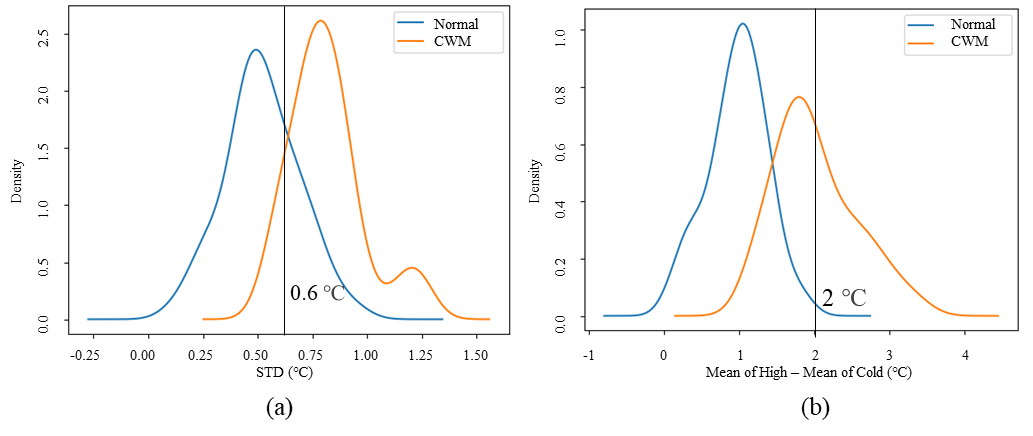 Normal
CWM
Density
0.0
0.5
1.0
1.5
2.0
2.5
0.6 °C
-0.25
0.00
0.25
0.50
0.75
1.00
1.25
1.50
STD (℃)
(a)
Normal
CWM
Density
0.0
0.2
0.4
0.6
0.8
1.0
2 °C
-1
0
1
2
3
4
Mean of High – Mean of Cold (℃)
(b)